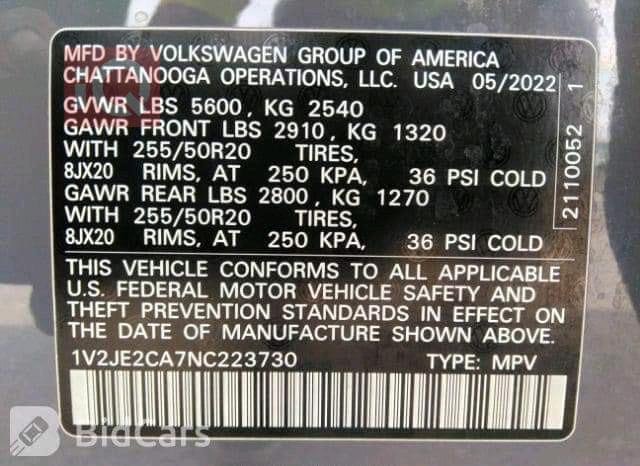 MFD BY VOLKSWAGEN GROUP OF AMERICA
CHATTANOOGA OPERATIONS, LLC. USA 05/2022
GVWR LBS 5600, KG 2540
GAWR FRONT LBS 2910, KG 1320
WITH 255/50R20 TIRES,
8JX20 RIMS, AT 250 KPA, 36 PSI COLD
GAWR REAR LBS 2800, KG 1270
WITH 255/50R20 TIRES,
8JX20 RIMS, AT 250 KPA, 36 PSI COLD
THIS VEHICLE CONFORMS TO ALL APPLICABLE
U.S. FEDERAL MOTOR VEHICLE SAFETY AND
THEFT PREVENTION STANDARDS IN EFFECT ON
THE DATE OF MANUFACTURE SHOWN ABOVE.
1V2JE2CA7NC223730 TYPE: MPV
2110052 1
BidCars